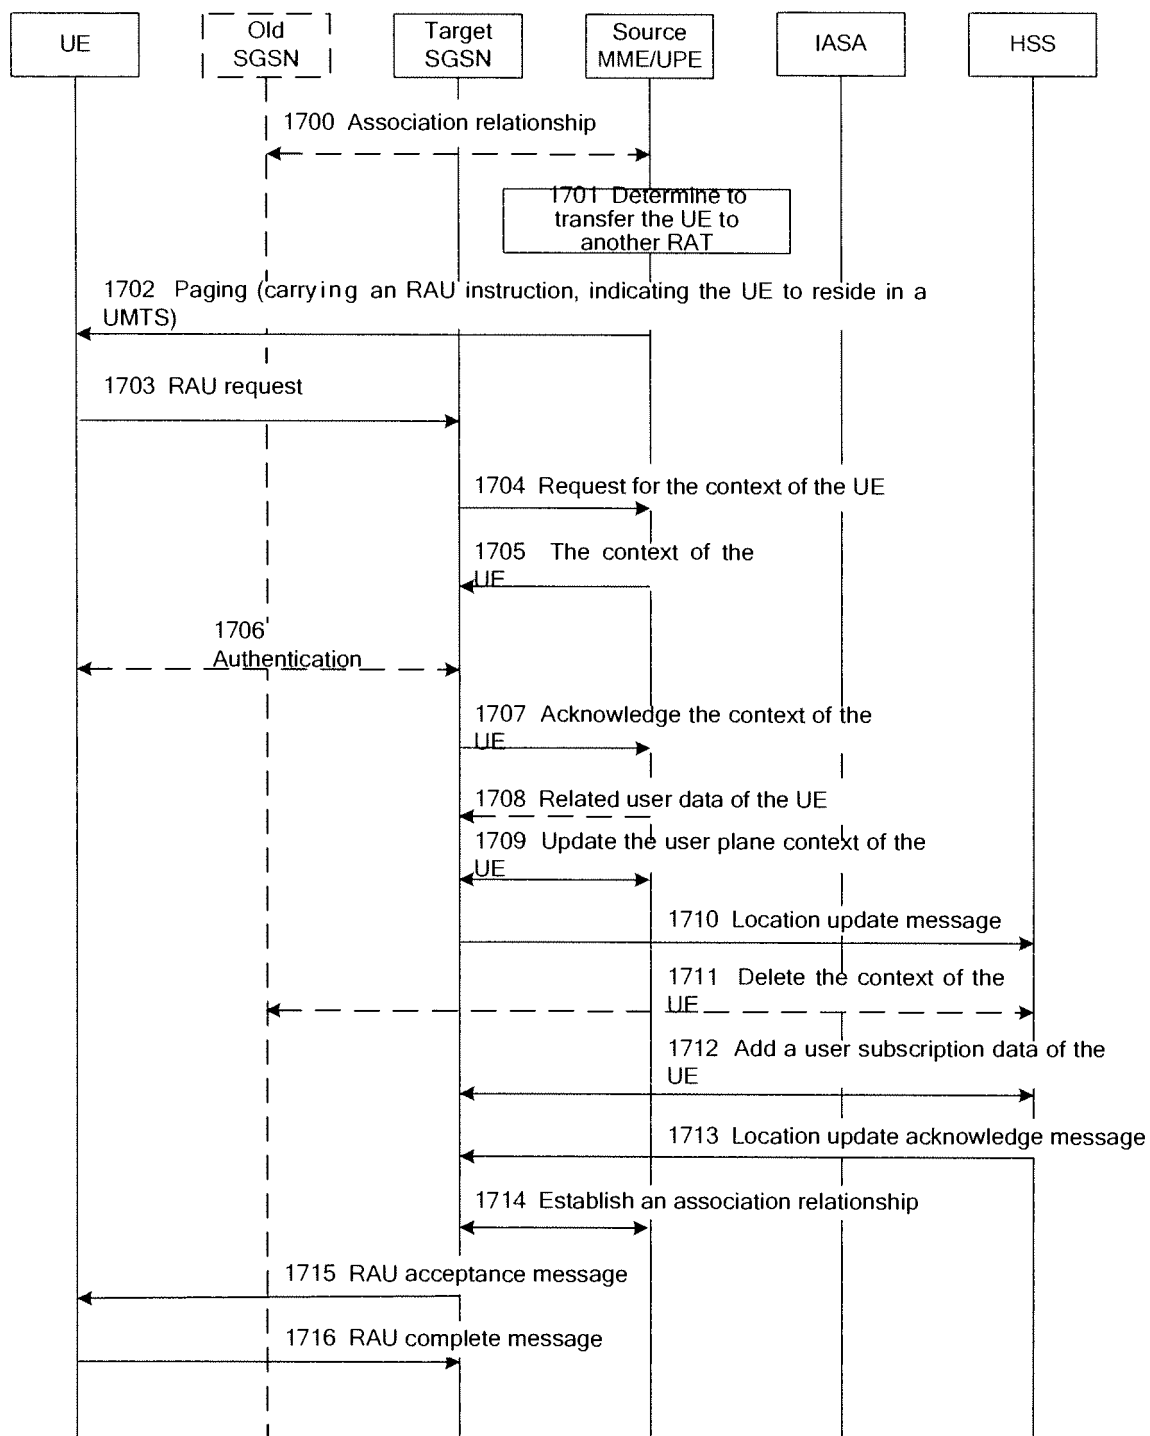 UE
Old
SGSN
Target
SGSN
Source
MME/UPE
IASA
HSS
1700 Association relationship
1701 Determine to
transfer the UE to
another RAT
1702 Paging (carrying an RAU instruction, indicating the UE to reside in a
UMTS)
1703 RAU request
1704 Request for the context of the UE
1705 The context of the
UE
1706
Authentication
1707 Acknowledge the context of the
UE
1708 Related user data of the UE
1709 Update the user plane context of the
UE
1710 Location update message
1711 Delete the context of the
UE
1712 Add a user subscription data of the
UE
1713 Location update acknowledge message
1714 Establish an association relationship
1715 RAU acceptance message
1716 RAU complete message